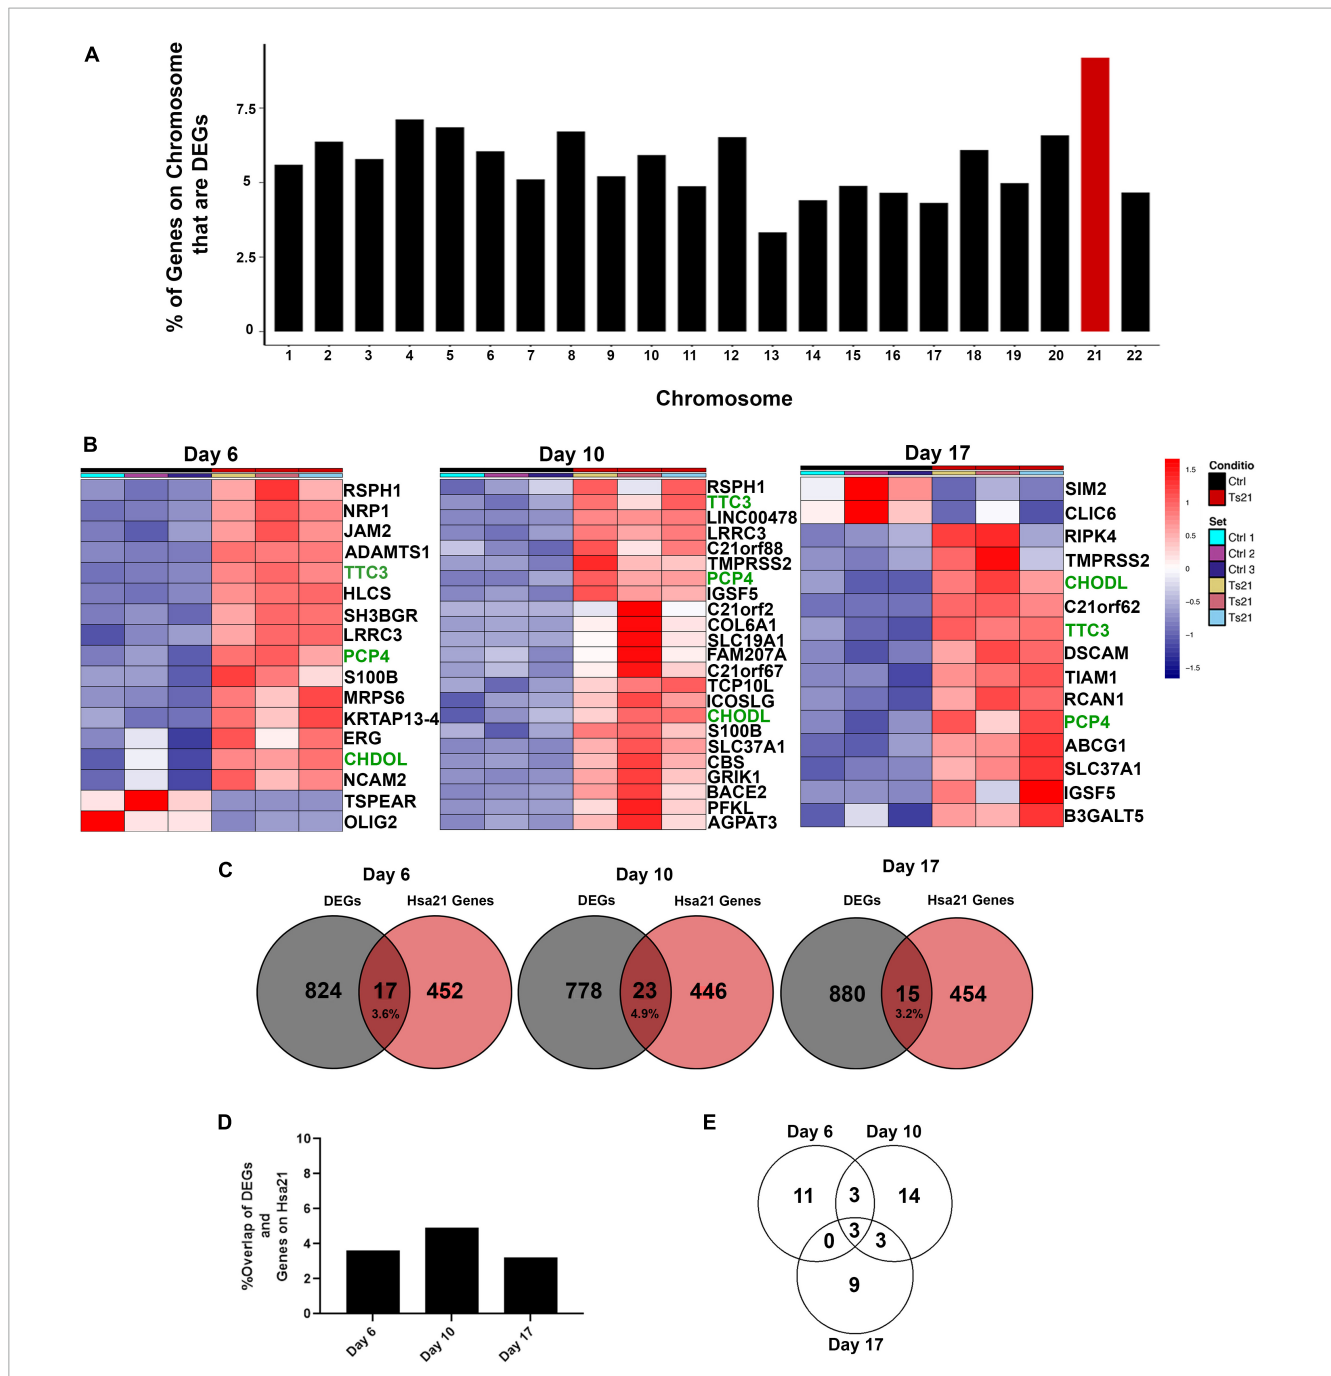 A
% of Genes on Chromosome
that are DEGs
7.5
5
2.5
0
1 2 3 4 5 6 7 8 9 10 11 12 13 14 15 16 17 18 19 20 21 22
Chromosome
B
Day 6
RSPH1
NRP1
JAM2
ADAMTS1
TTC3
HLCS
SH3BGR
LRRC3
PCP4
S100B
MRPS6
KRTAP13-4
ERG
CHDOL
NCAM2
TSPEAR
OLIG2
Day 10
RSPH1
TTC3
LINC00478
LRRC3
C21orf88
TMPRSS2
PCP4
IGSF5
C21orf2
COL6A1
SLC19A1
FAM207A
C21orf67
TCP10L
ICOSLG
CHODL
S100B
SLC37A1
CBS
GRIK1
BACE2
PFKL
AGPAT3
Day 17
SIM2
CLIC6
RIPK4
TMPRSS2
CHODL
C21orf62
TTC3
DSCAM
TIAM1
RCAN1
PCP4
ABCG1
SLC37A1
IGSF5
B3GALT5
1.5
1
0.5
0
−0.5
−1
−1.5
Conditio
Ctrl
Ts21
Set
Ctrl 1
Ctrl 2
Ctrl 3
Ts21
Ts21
Ts21
C
Day 6
DEGs Hsa21 Genes
824 17 452
3.6%
Day 10
DEGs Hsa21 Genes
778 23 446
4.9%
Day 17
DEGs Hsa21 Genes
880 15 454
3.2%
D
%Overlap of DEGs
and
Genes on Hsa21
10
8
6
4
2
0
Day 6
Day 10
Day 17
E
Day 6 Day 10
11 3 14
3
0 3
9
Day 17